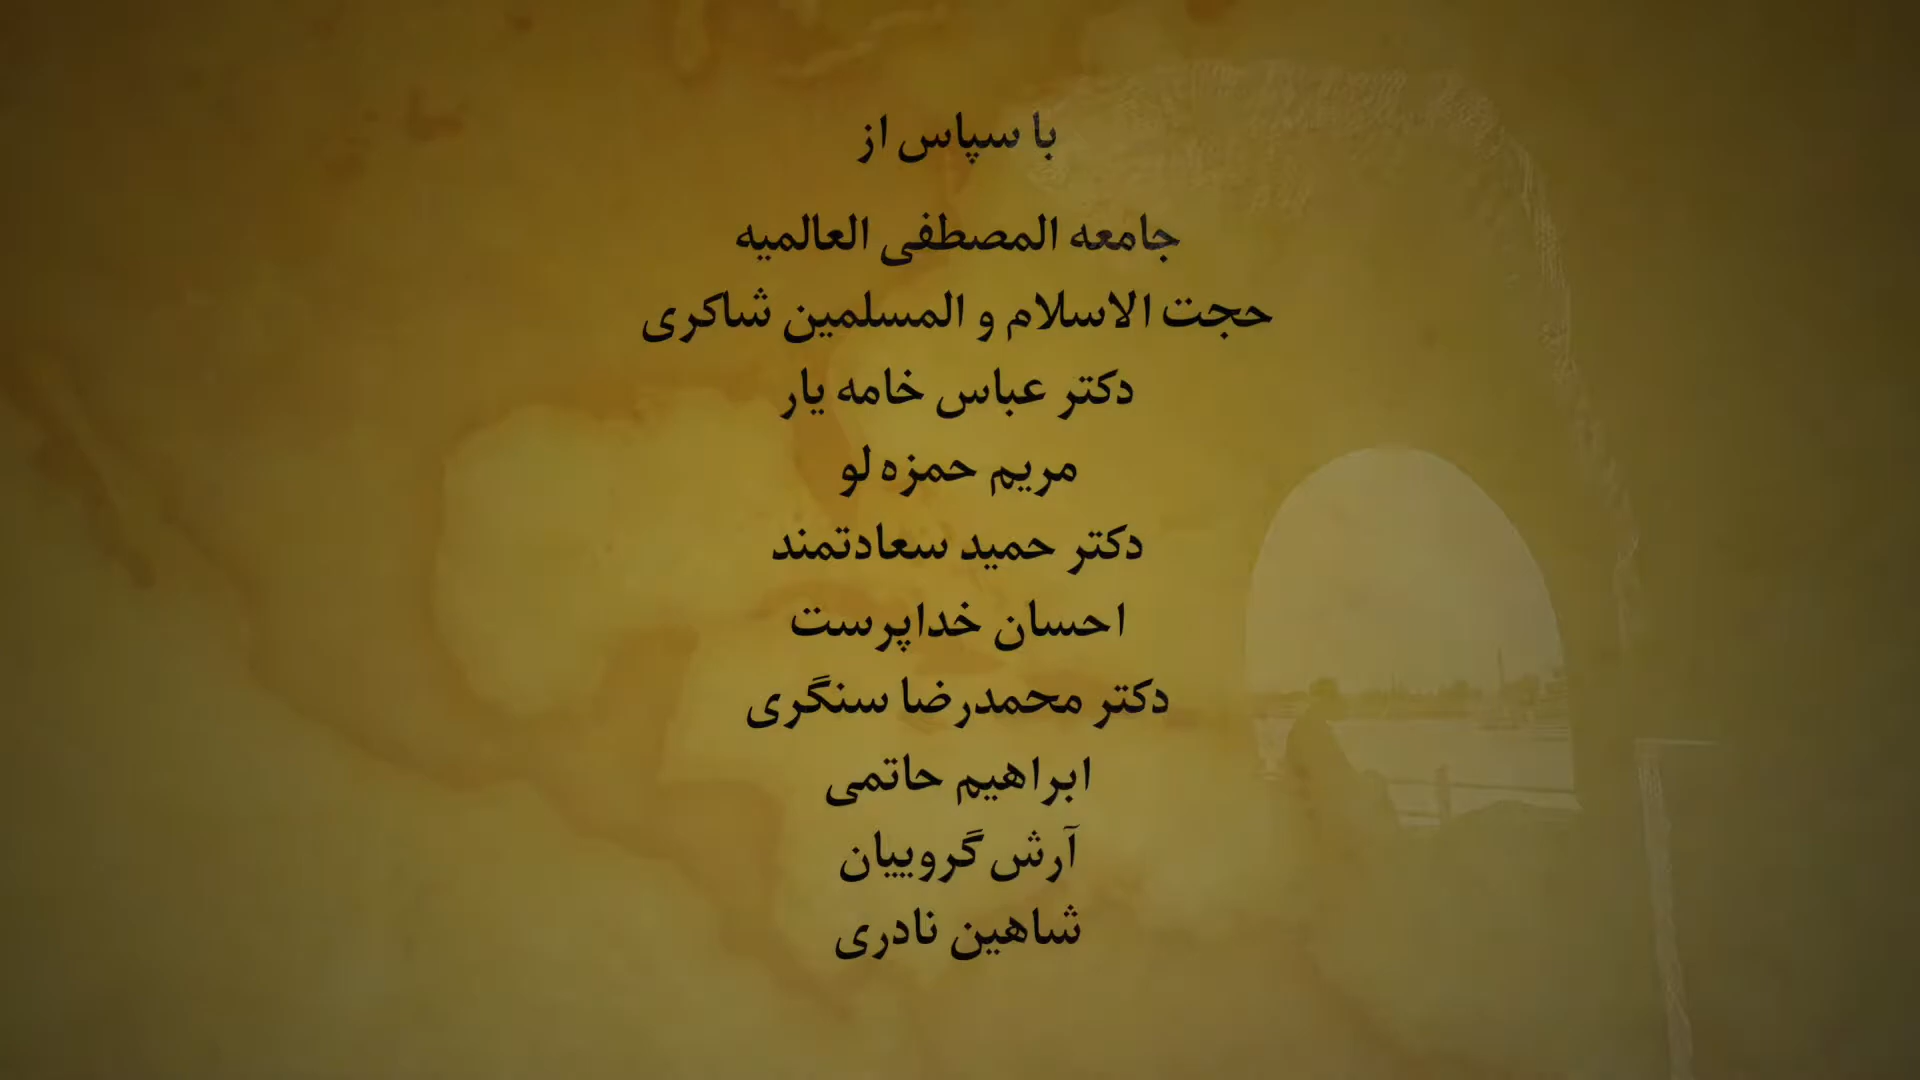 با سپاس از
جامعه المصطفی العالمیه
حجت الاسلام و المسلمین شاکری
دکتر عباس خامه یار
مریم حمزه لو
دکتر حمید سعادتمند
احسان خداپرست
دکتر محمدرضا سنگری
ابراهیم حاتمی
آرش گروییان
شاهین نادری